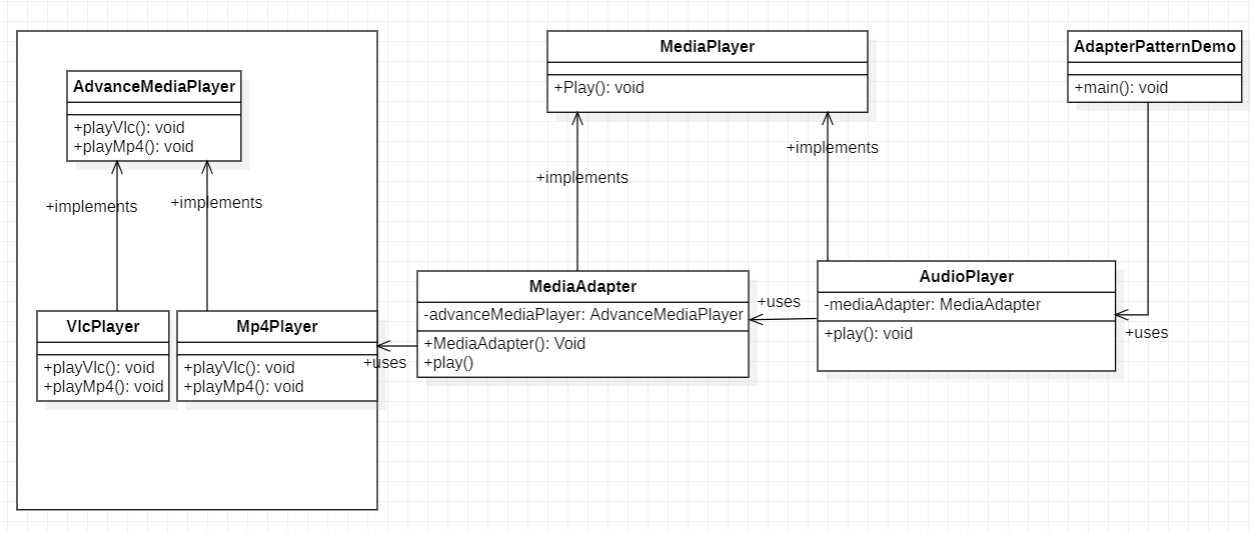 AdvanceMediaPlayer
+playVlc(): void
+playMp4(): void
+implements
+implements
VlcPlayer
+playVlc(): void
+playMp4(): void
Mp4Player
+playVlc(): void
+playMp4(): void
+uses
MediaPlayer
+Play(): void
+implements
+implements
MediaAdapter
-advanceMediaPlayer: AdvanceMediaPlayer
+MediaAdapter(): Void
+play()
+uses
AudioPlayer
-mediaAdapter: MediaAdapter
+play(): void
+uses
AdapterPatternDemo
+main(): void